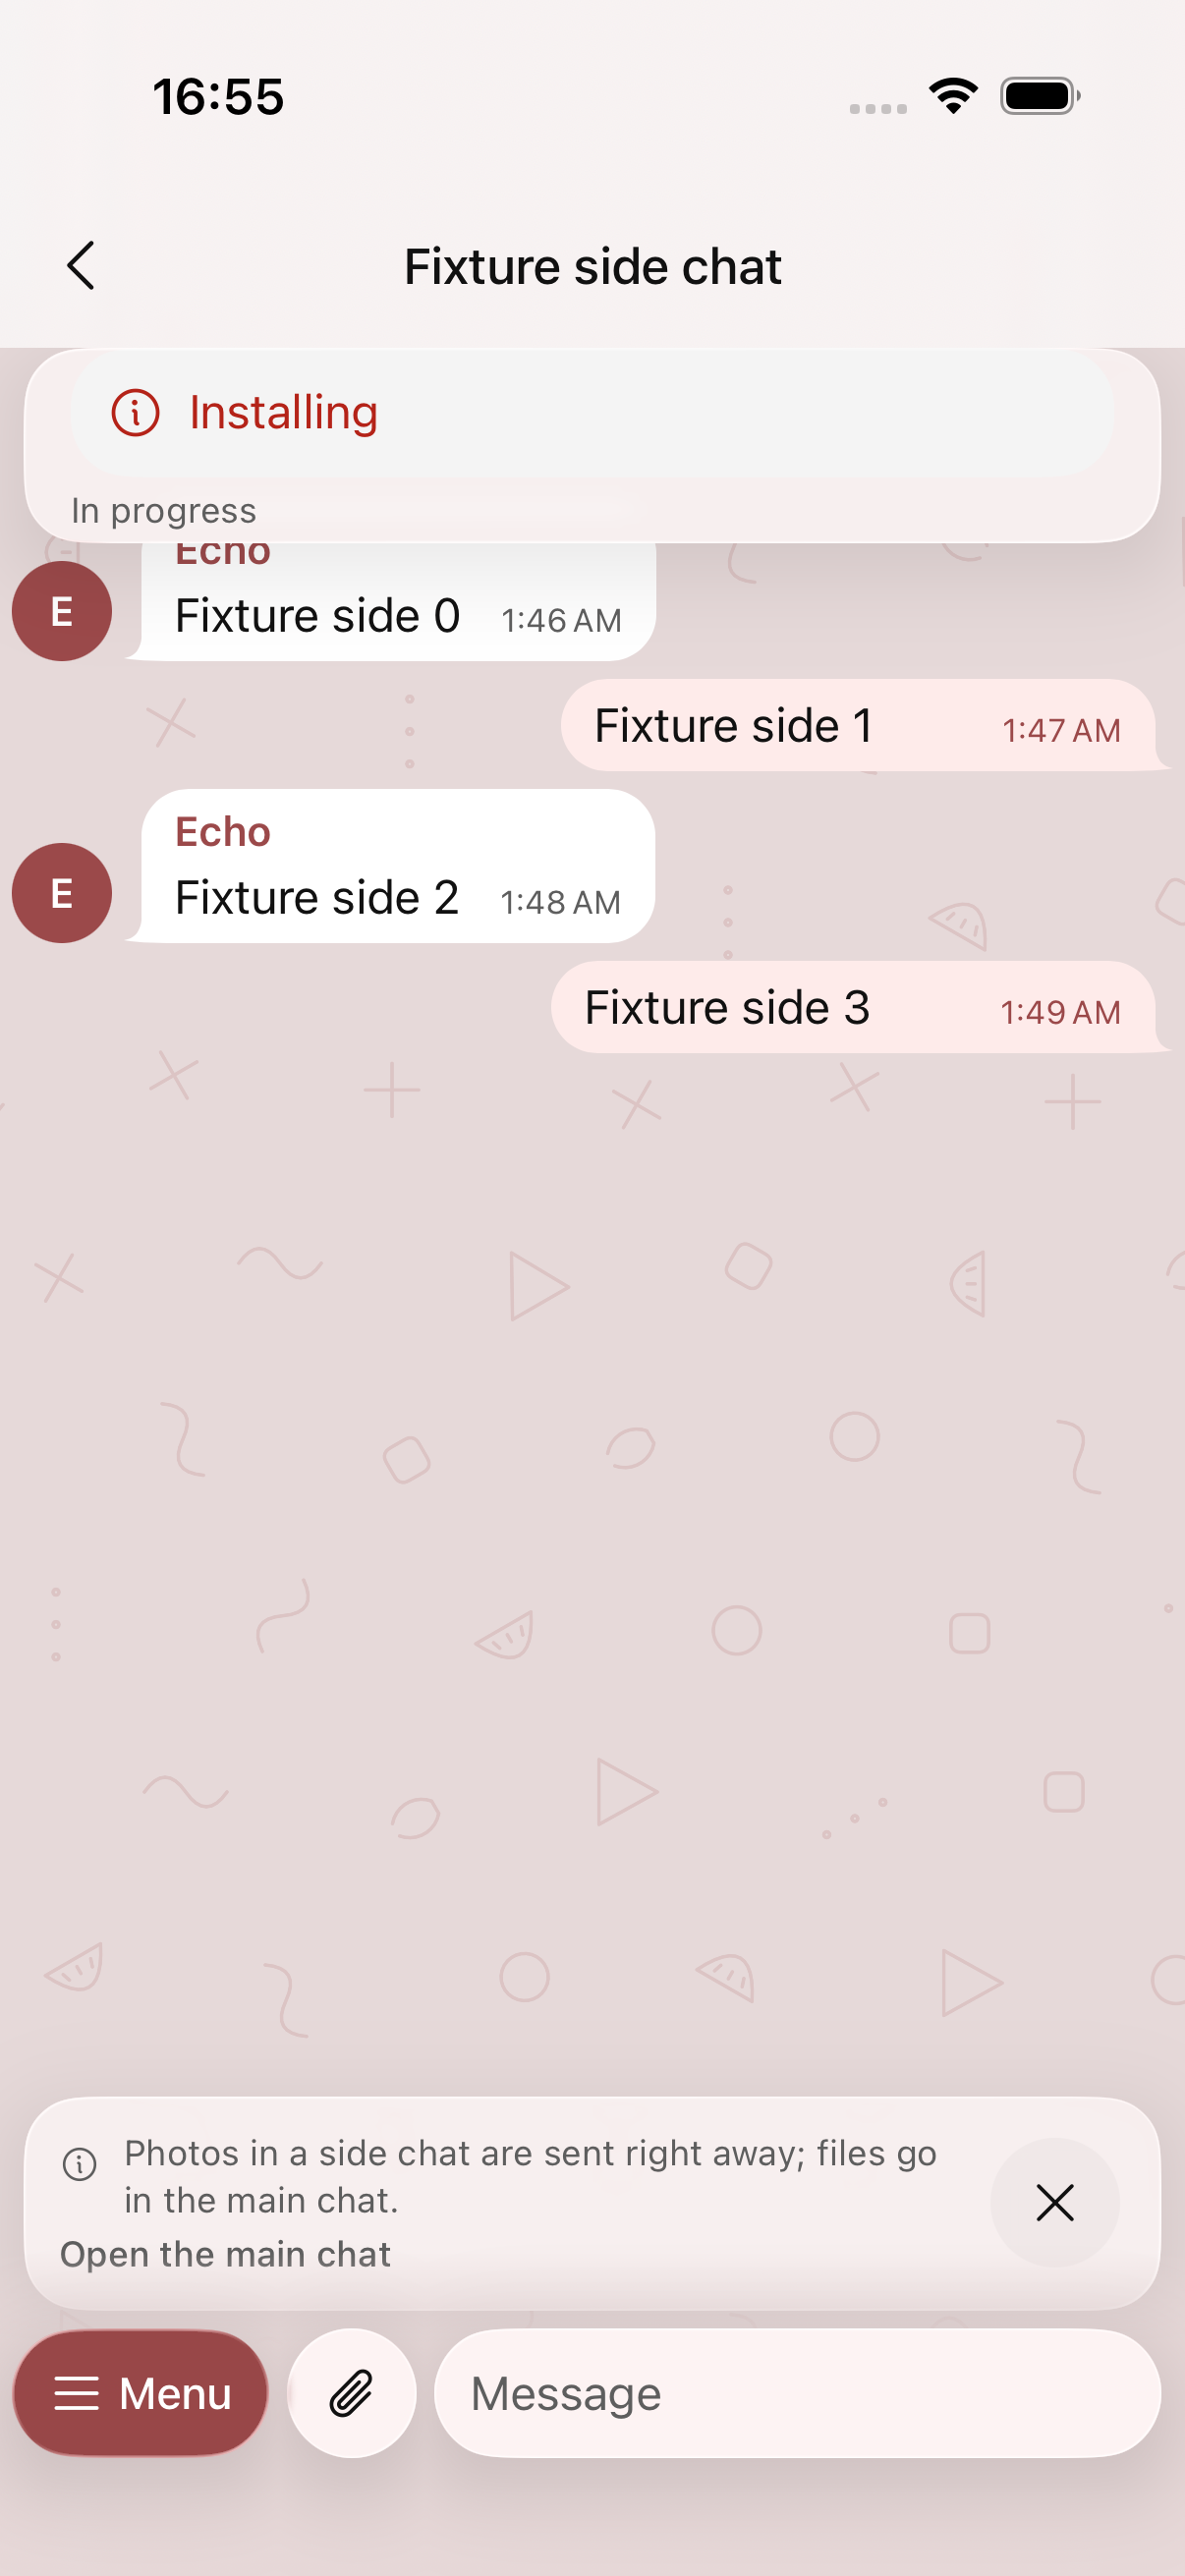 16:55
Fixture side chat
Installing
In progress
Echo
E
Fixture side 0 1:46 AM
Fixture side 1 1:47 AM
Echo
E
Fixture side 2 1:48 AM
Fixture side 3 1:49 AM
Photos in a side chat are sent right away; files go
in the main chat.
Open the main chat
Menu
Message